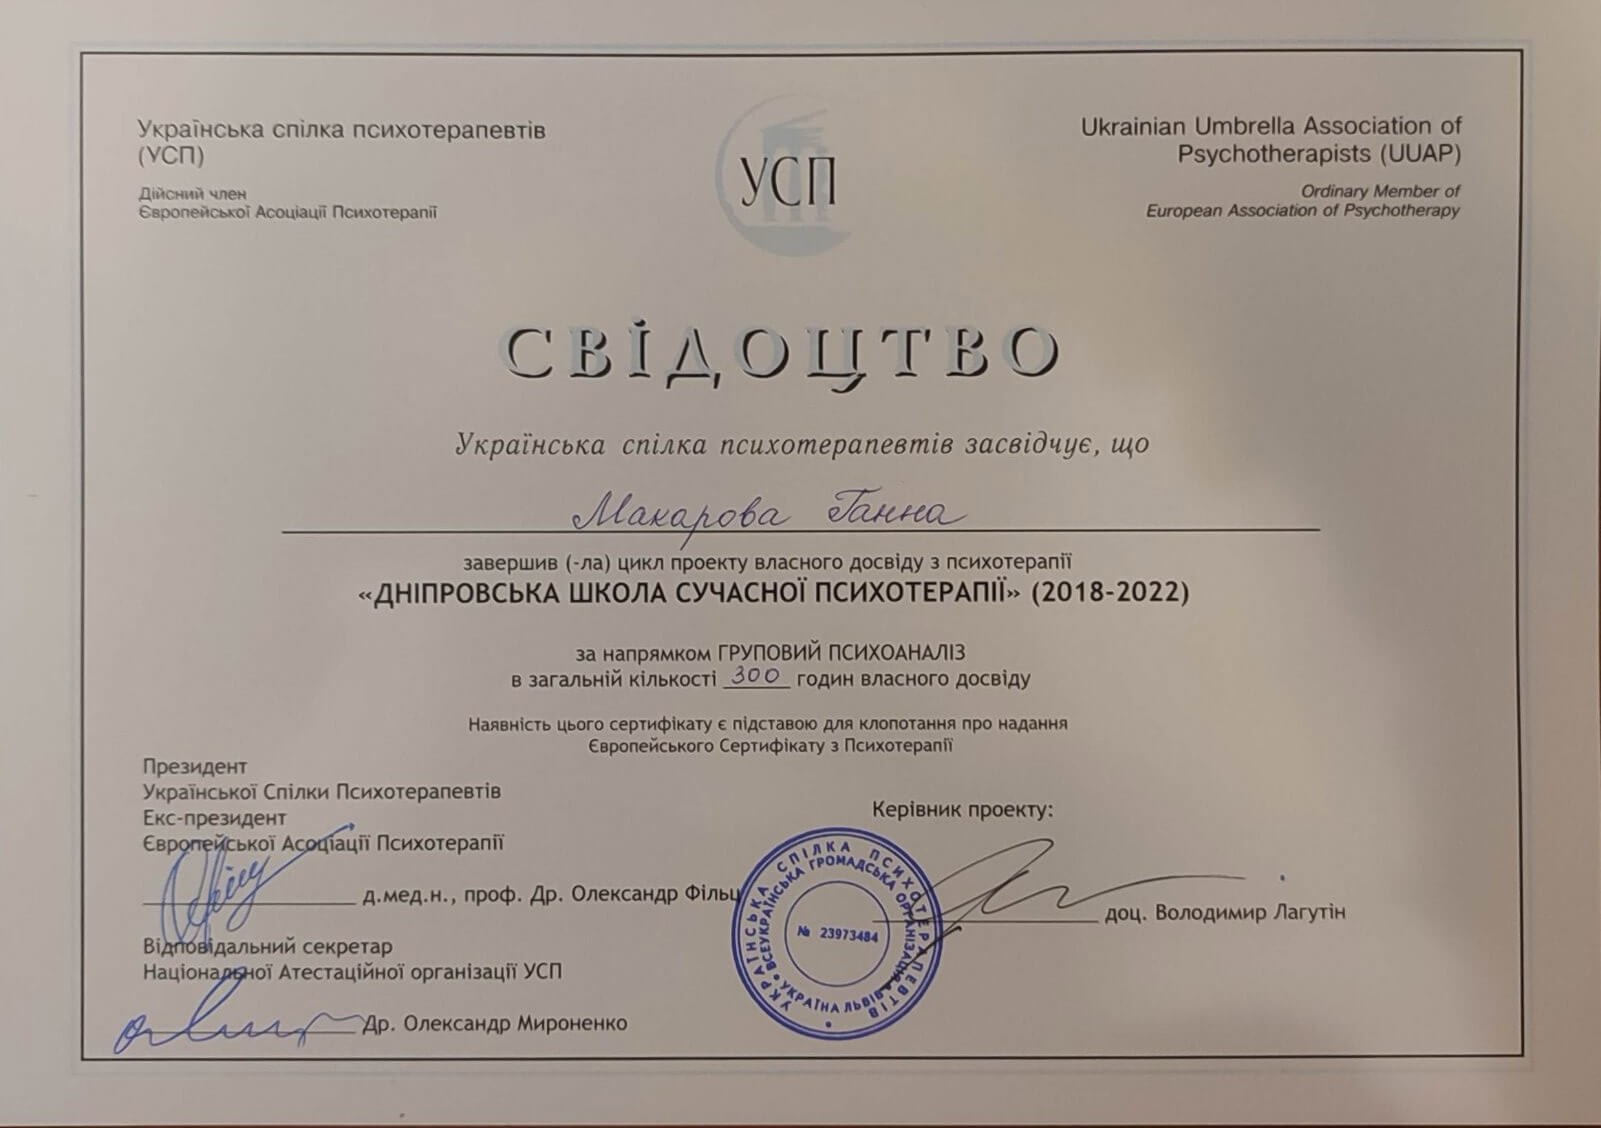 Українська спілка психотерапевтів
(УСП)
Дійсний член
Європейської Асоціації Психотерапії
УСП
Ukrainian Umbrella Association of
Psychotherapists (UUAP)
Ordinary Member of
European Association of Psychotherapy
СВІДОЦТВО
Українська спілка психотерапевтів засвідчує, що
Макарова Ганна
завершив (-ла) цикл проекту власного досвіду з психотерапії
«ДНІПРОВСЬКА ШКОЛА СУЧАСНОЇ ПСИХОТЕРАПІЇ» (2018-2022)
за напрямком ГРУПОВИЙ ПСИХОАНАЛІЗ
в загальній кількості 300 годин власного досвіду
Наявність цього сертифікату є підставою для клопотання про надання
Європейського Сертифікату з Психотерапії
Президент
Української Спілки Психотерапевтів
Екс-президент
Європейської Асоціації Психотерапії
д.мед.н., проф. Др. Олександр Фільц
Відповідальний секретар
Національної Атестаційної організації УСП
Др. Олександр Мироненко
Керівник проекту:
доц. Володимир Лагутін
УКРАЇНСЬКА СПІЛКА ПСИХОТЕРАПЕВТІВ
ВСЕУКРАЇНСЬКА ГРОМАДСЬКА ОРГАНІЗАЦІЯ
УКРАЇНА ЛЬВІВ
№ 23973484